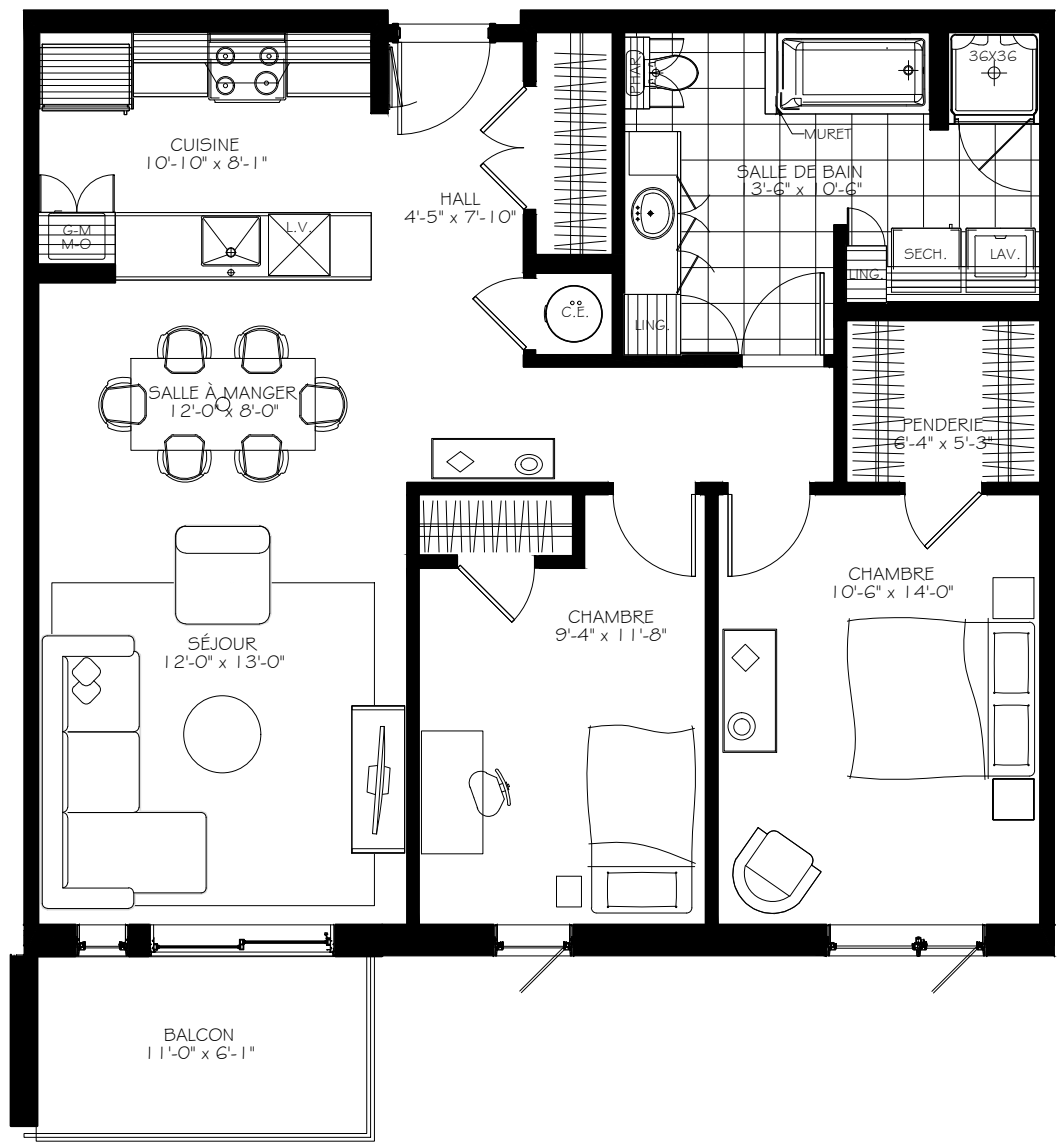 PHAR.
36X36
MURET
CUISINE
10'-10" x 8'-1"
SALLE DE BAIN
13'-6" x 10'-6"
HALL
4'-5" x 7'-10"
G-M
M-O
L.V.
SECH.
LAV.
LING.
C.E.
LING.
SALLE À MANGER
12'-0" x 8'-0"
PENDERIE
6'-4" x 5'-3"
CHAMBRE
10'-6" x 14'-0"
CHAMBRE
9'-4" x 11'-8"
SÉJOUR
12'-0" x 13'-0"
BALCON
11'-0" x 6'-1"